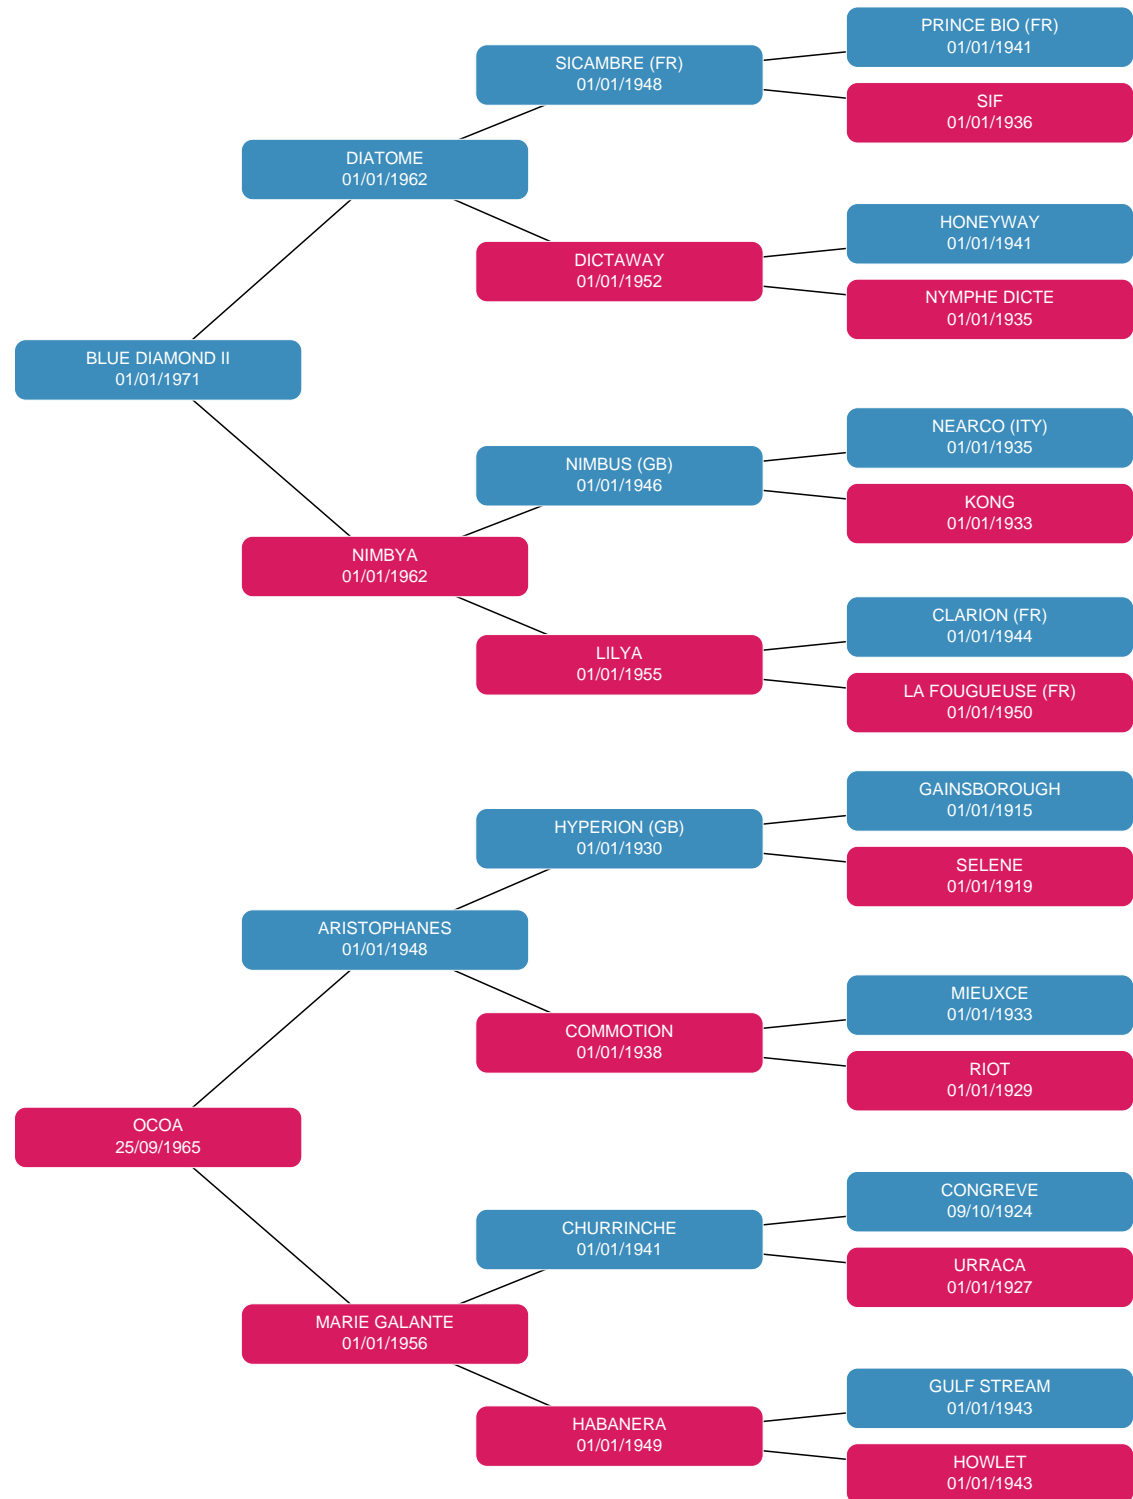 PRINCE BIO (FR)
01/01/1941
SICAMBRE (FR)
01/01/1948
SIF
01/01/1936
DIATOME
01/01/1962
HONEYWAY
01/01/1941
DICTAWAY
01/01/1952
NYMPHE DICTE
01/01/1935
BLUE DIAMOND II
01/01/1971
NEARCO (ITY)
01/01/1935
NIMBUS (GB)
01/01/1946
KONG
01/01/1933
NIMBYA
01/01/1962
CLARION (FR)
01/01/1944
LILYA
01/01/1955
LA FOUGUEUSE (FR)
01/01/1950
GAINSBOROUGH
01/01/1915
HYPERION (GB)
01/01/1930
SELENE
01/01/1919
ARISTOPHANES
01/01/1948
MIEUXCE
01/01/1933
COMMOTION
01/01/1938
RIOT
01/01/1929
OCOA
25/09/1965
CONGREVE
09/10/1924
CHURRINCHE
01/01/1941
URRACA
01/01/1927
MARIE GALANTE
01/01/1956
GULF STREAM
01/01/1943
HABANERA
01/01/1949
HOWLET
01/01/1943